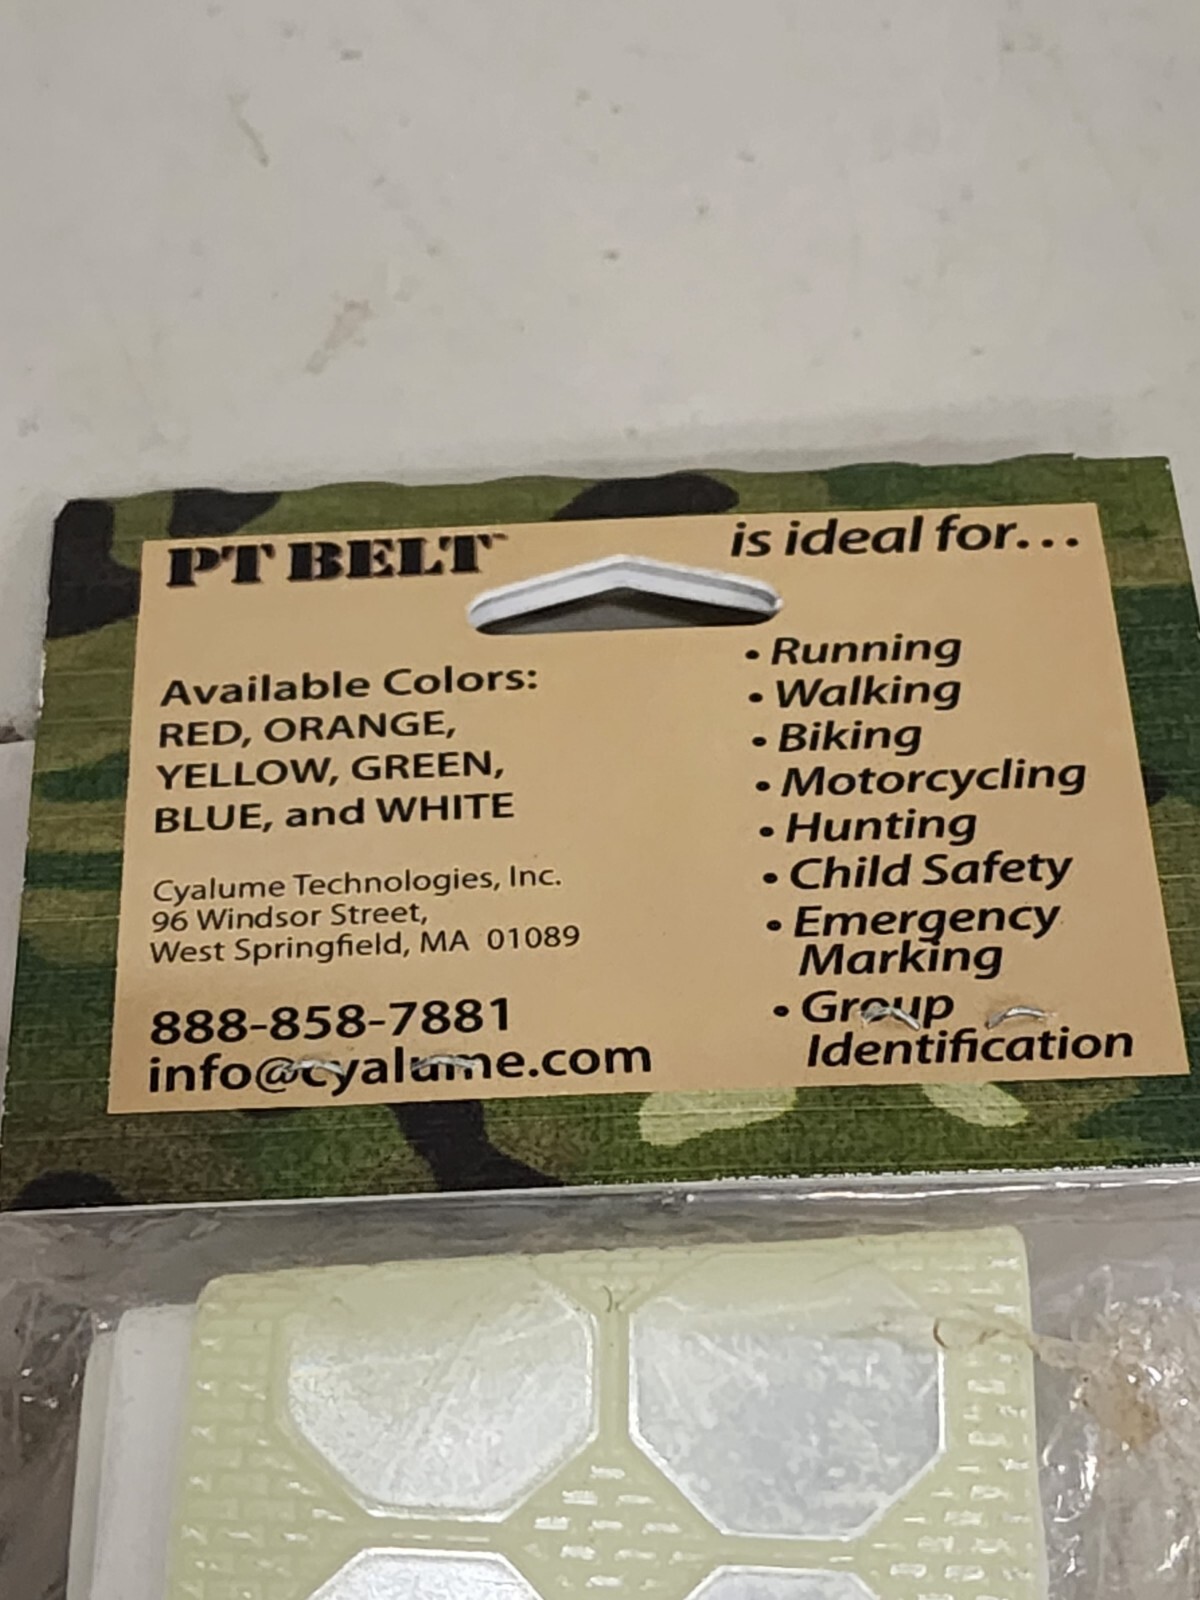 PT BELT™
is ideal for...
Available Colors:
RED, ORANGE,
YELLOW, GREEN,
BLUE, and WHITE
Cyalume Technologies, Inc.
96 Windsor Street,
West Springfield, MA 01089
888-858-7881
info@cyalume.com
• Running
• Walking
• Biking
• Motorcycling
• Hunting
• Child Safety
• Emergency
Marking
• Group
Identification